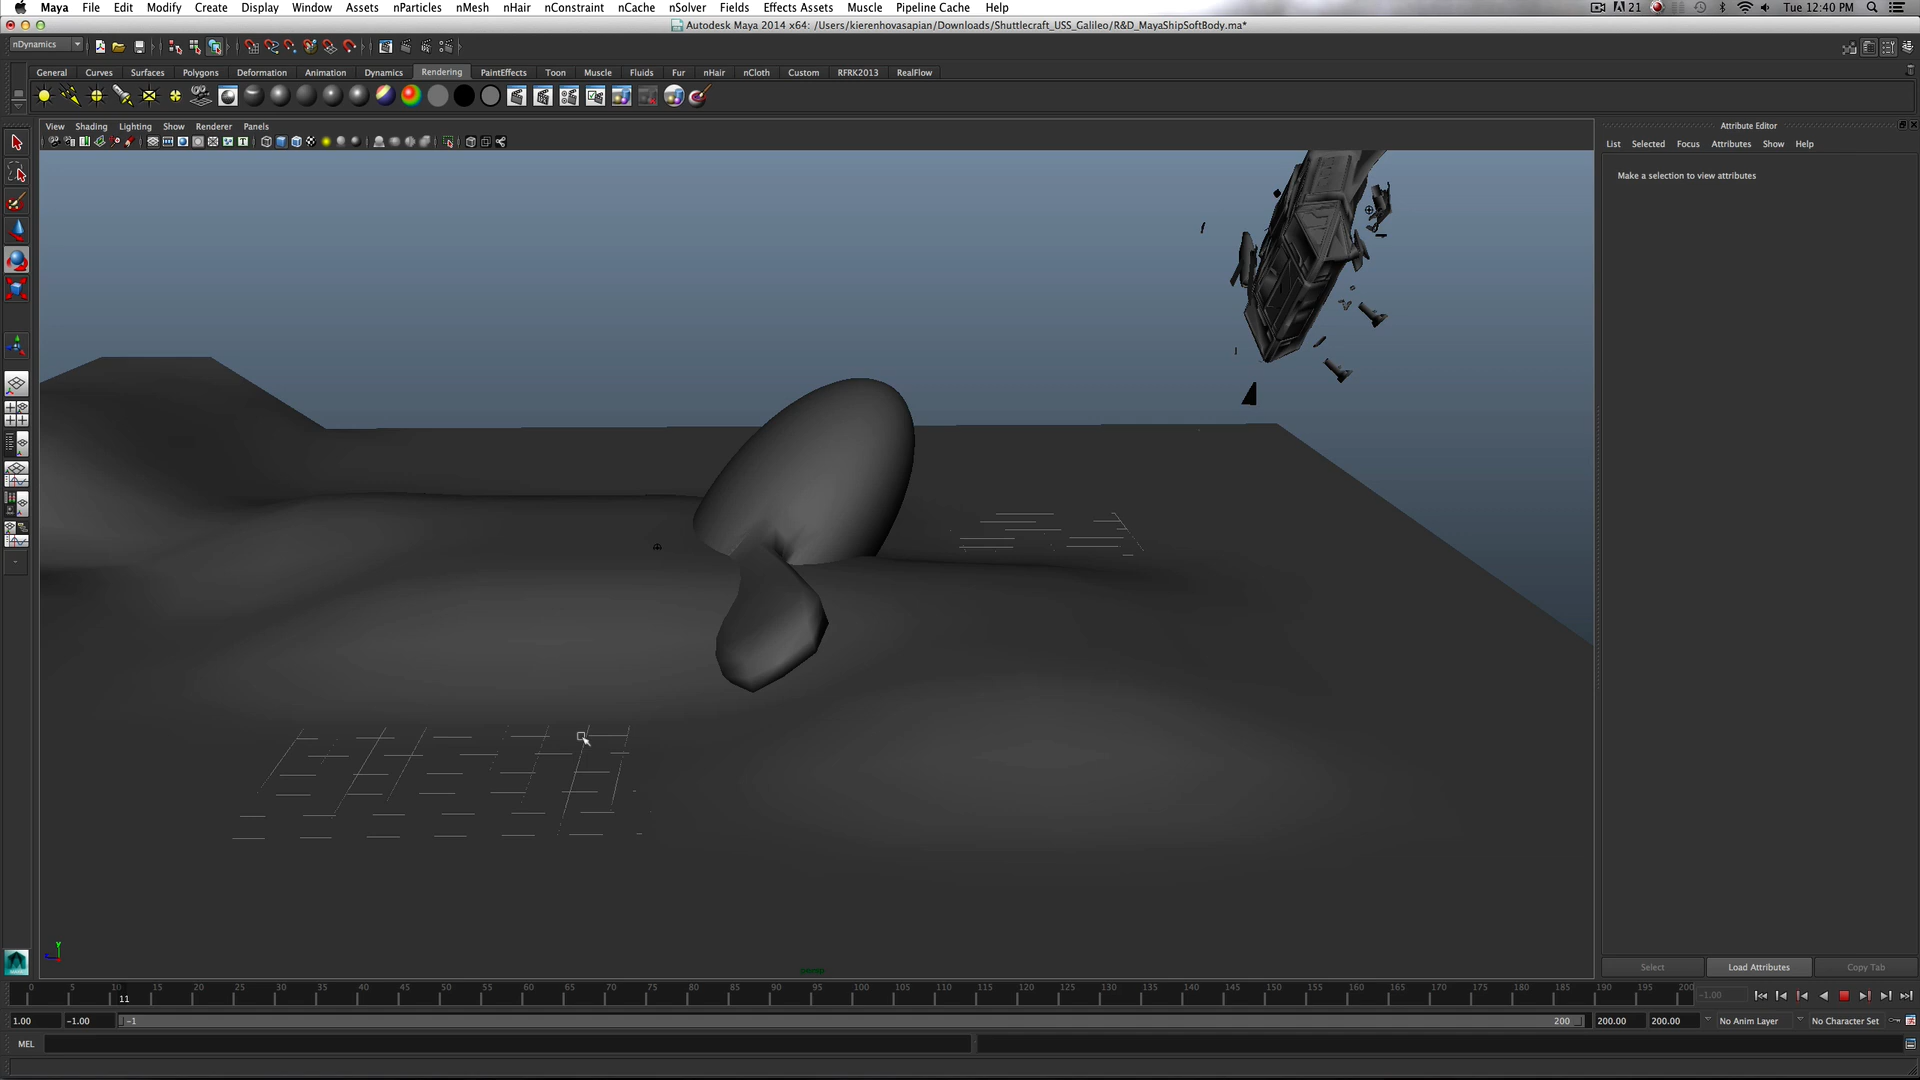 Maya File Edit Modify Create Display Window Assets nParticles nMesh nHair nConstraint nCache nSolver Fields Effects Assets Muscle Pipeline Cache Help 21 Tue 12:40 PM
Autodesk Maya 2014 x64: /Users/kierenhovasapian/Downloads/Shuttlecraft_USS_Galileo/R&D_MayaShipSoftBody.ma*
nDynamics
General Curves Surfaces Polygons Deformation Animation Dynamics Rendering PaintEffects Toon Muscle Fluids Fur nHair nCloth Custom RFRK2013 RealFlow
View Shading Lighting Show Renderer Panels
Attribute Editor
List Selected Focus Attributes Show Help
Make a selection to view attributes
persp
Select Load Attributes Copy Tab
0 5 10 15 20 25 30 35 40 45 50 55 60 65 70 75 80 85 90 95 100 105 110 115 120 125 130 135 140 145 150 155 160 165 170 175 180 185 190 195 200
11
-1.00
1.00 -1.00 -1 200 200.00 200.00 No Anim Layer No Character Set
MEL